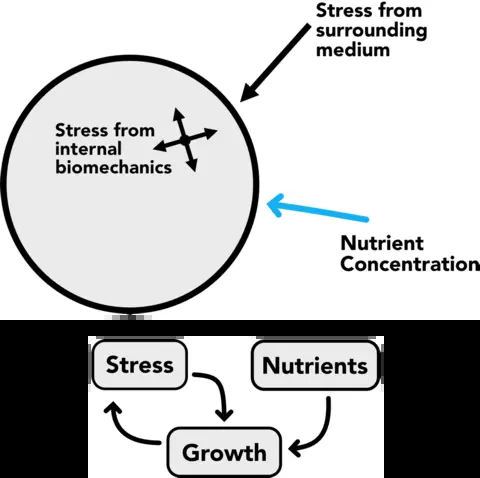 Stress from
surrounding
medium
Stress from
internal
biomechanics
Nutrient
Concentration
Stress
Nutrients
Growth